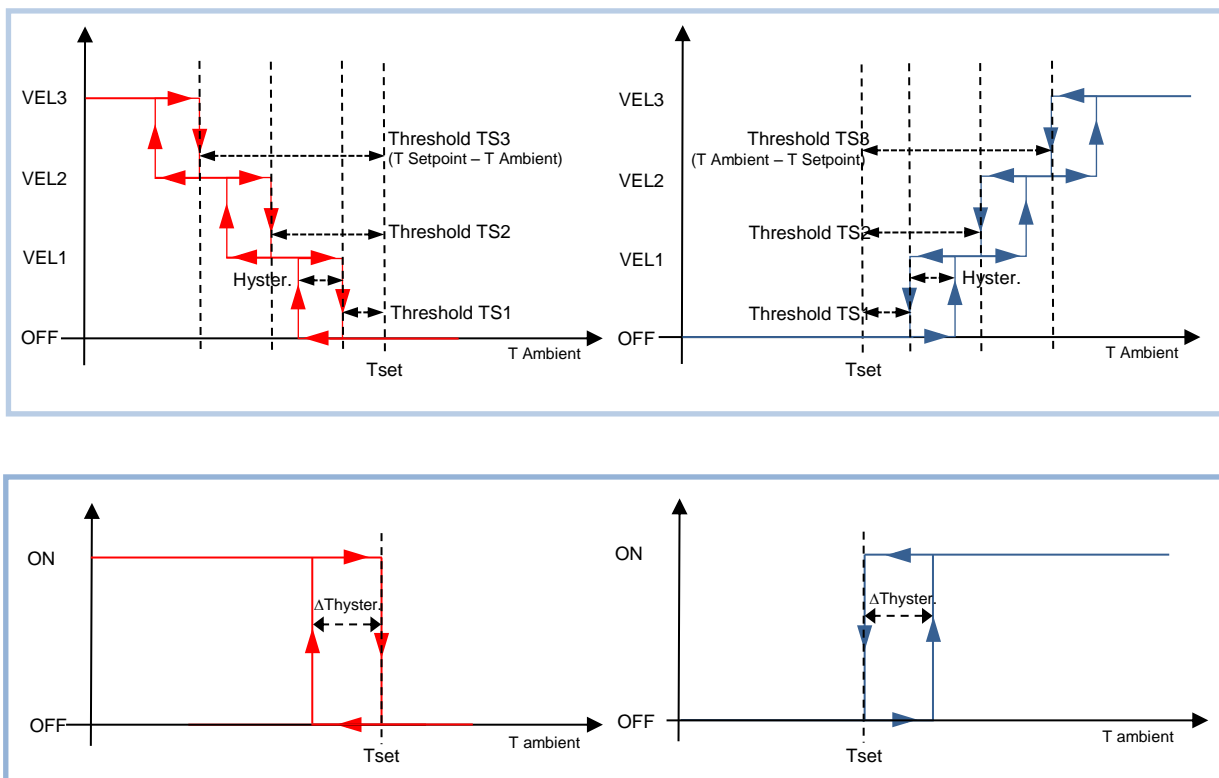 VEL3
VEL2
VEL1
OFF
Threshold TS3
(T Setpoint – T Ambient)
Threshold TS2
Hyster.
Threshold TS1
T Ambient
Tset
VEL3
VEL2
VEL1
OFF
Threshold TS3
(T Ambient – T Setpoint)
Threshold TS2
Hyster.
Threshold TS
T Ambient
Tset
ON
OFF
ΔThyster.
T ambient
Tset
ON
OFF
ΔThyster.
T ambient
Tset